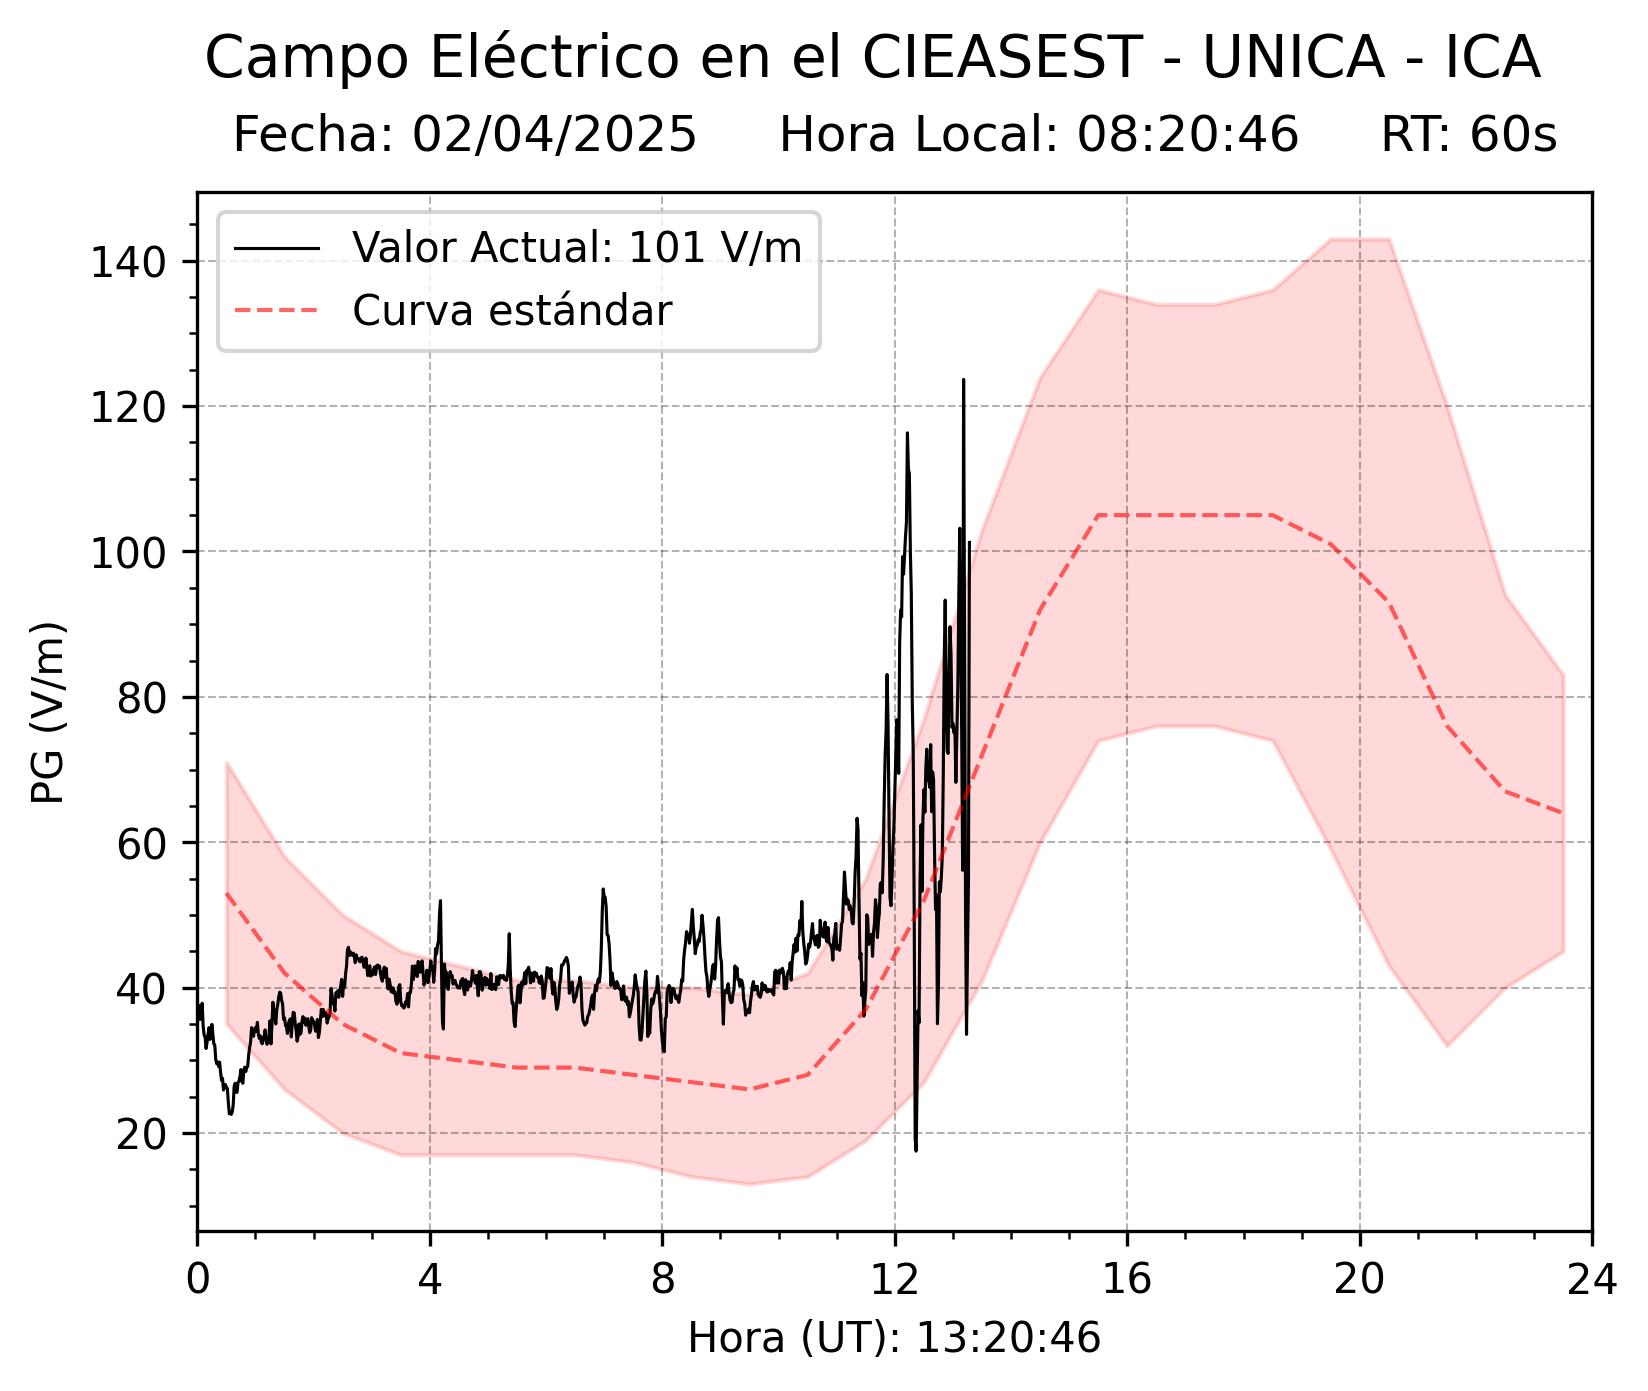 Campo Eléctrico en el CIEASEST - UNICA - ICA
Fecha: 02/04/2025 Hora Local: 08:20:46 RT: 60s
Valor Actual: 101 V/m
Curva estándar
PG (V/m)
140
120
100
80
60
40
20
0 4 8 12 16 20 24
Hora (UT): 13:20:46